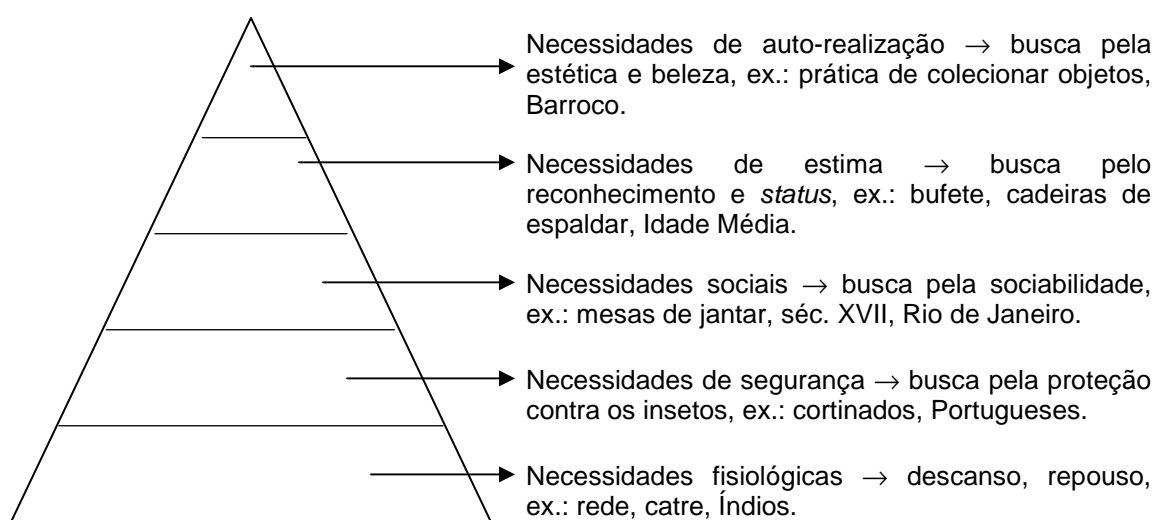 Necessidades de auto-realização → busca pela
estética e beleza, ex.: prática de colecionar objetos,
Barroco.
Necessidades de estima → busca pelo
reconhecimento e status, ex.: bufete, cadeiras de
espaldar, Idade Média.
Necessidades sociais → busca pela sociabilidade,
ex.: mesas de jantar, séc. XVII, Rio de Janeiro.
Necessidades de segurança → busca pela proteção
contra os insetos, ex.: cortinados, Portugueses.
Necessidades fisiológicas → descanso, repouso,
ex.: rede, catre, Índios.